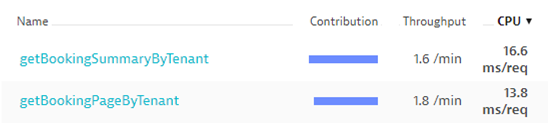 Name Contribution Throughput CPU ▼
getBookingSummaryByTenant 1.6 /min 16.6 ms/req
getBookingPageByTenant 1.8 /min 13.8 ms/req